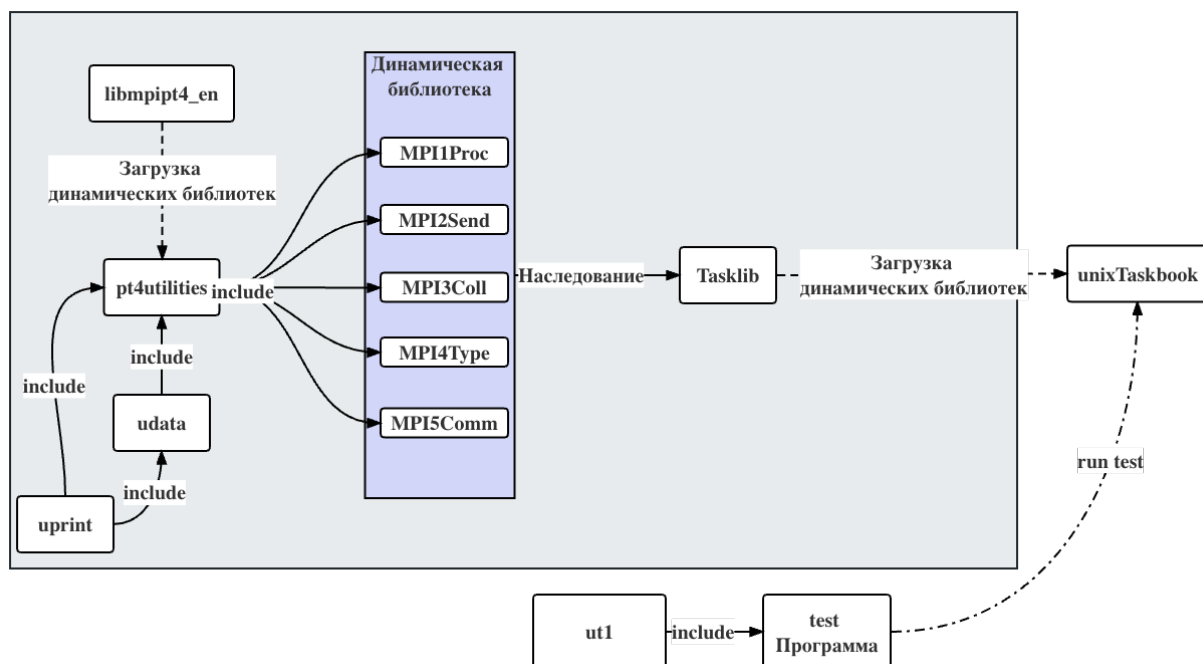 Динамическая
библиотека
libmpipt4_en
MPI1Proc
Загрузка
динамических библиотек
MPI2Send
pt4utilities
include
MPI3Coll
Наследование
Tasklib
Загрузка
динамических библиотек
unixTaskbook
include
include
MPI4Type
udata
MPI5Comm
run test
include
uprint
ut1
include
test
Программа